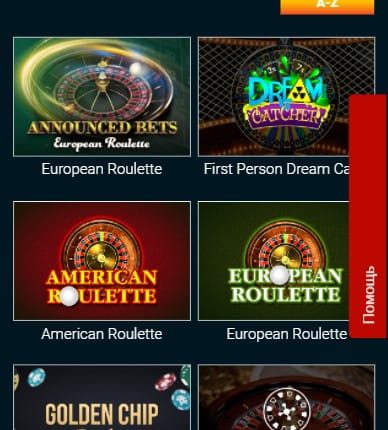 A-Z
ANNOUNCED BETS
European Roulette
DREAM
CATCHER
European Roulette
First Person Dream Ca
AMERICAN
ROULETTE
EUROPEAN
ROULETTE
American Roulette
European Roulette
Помощь
GOLDEN CHIP